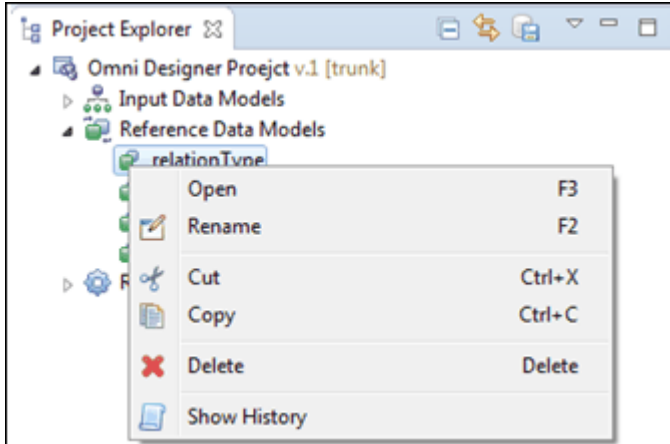 Project Explorer
Omni Designer Proejct v.1 [trunk]
Input Data Models
Reference Data Models
relationType
Open F3
Rename F2
Cut Ctrl+X
Copy Ctrl+C
Delete Delete
Show History